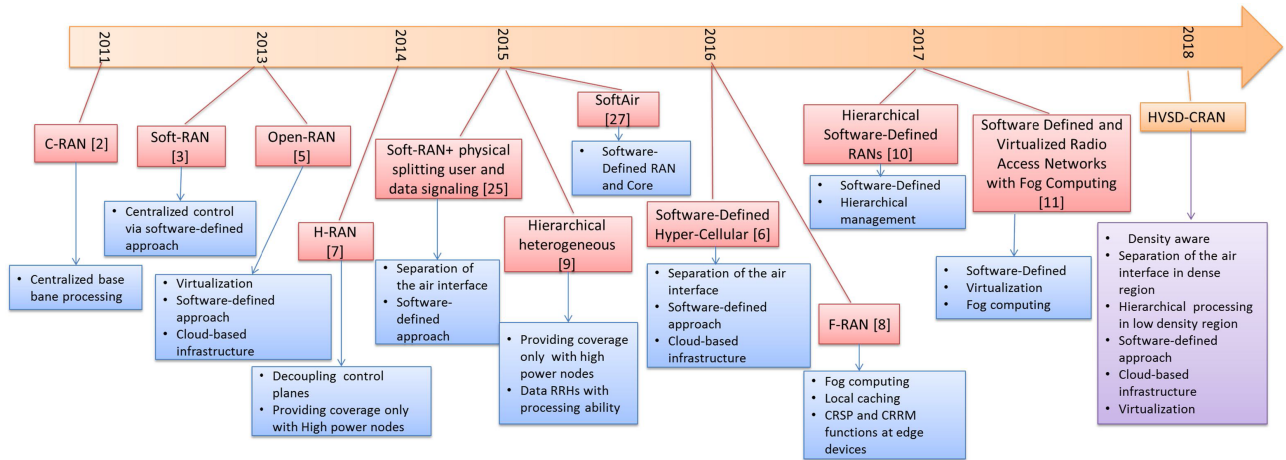 2011
2013
2014
2015
2016
2017
2018
C-RAN [2]
• Centralized base
bane processing
Soft-RAN
[3]
• Centralized control
via software-defined
approach
Open-RAN
[5]
• Virtualization
• Software-defined
approach
• Cloud-based
infrastructure
H-RAN
[7]
• Decoupling control
planes
• Providing coverage only
with High power nodes
Soft-RAN+ physical
splitting user and
data signaling [25]
• Separation of
the air interface
• Software-
defined
approach
Hierarchical
heterogeneous
[9]
• Providing coverage
only with high
power nodes
• Data RRHs with
processing ability
SoftAir
[27]
• Software-
Defined RAN
and Core
Software-Defined
Hyper-Cellular [6]
• Separation of the air
interface
• Software-defined
approach
• Cloud-based
infrastructure
F-RAN [8]
• Fog computing
• Local caching
• CRSP and CRRM
functions at edge
devices
Hierarchical
Software-Defined
RANs [10]
• Software-Defined
• Hierarchical
management
Software Defined and
Virtualized Radio
Access Networks
with Fog Computing
[11]
• Software-Defined
• Virtualization
• Fog computing
HVSD-CRAN
• Density aware
• Separation of the air
interface in dense
region
• Hierarchical processing
in low density region
• Software-defined
approach
• Cloud-based
infrastructure
• Virtualization